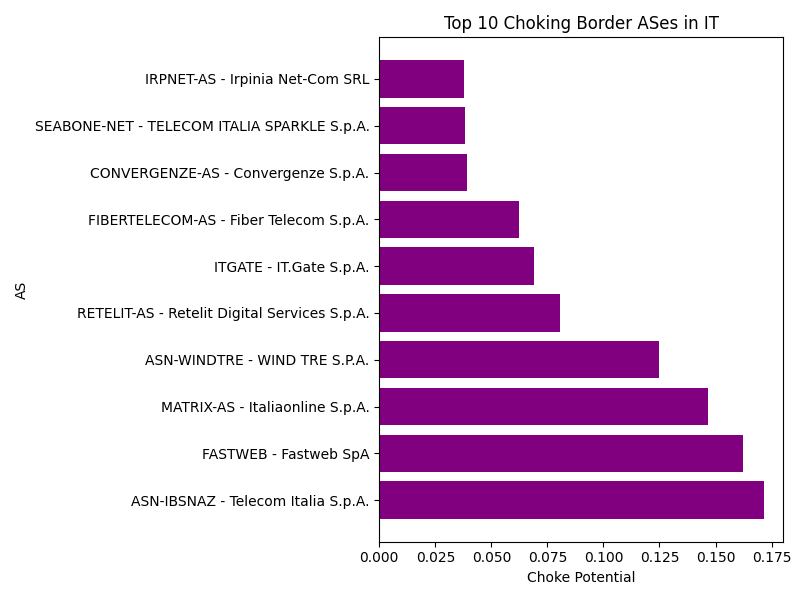 Top 10 Choking Border ASes in IT
IRPNET-AS - Irpinia Net-Com SRL
SEABONE-NET - TELECOM ITALIA SPARKLE S.p.A.
CONVERGENZE-AS - Convergenze S.p.A.
FIBERTELECOM-AS - Fiber Telecom S.p.A.
ITGATE - IT.Gate S.p.A.
RETELIT-AS - Retelit Digital Services S.p.A.
ASN-WINDTRE - WIND TRE S.P.A.
MATRIX-AS - Italiaonline S.p.A.
FASTWEB - Fastweb SpA
ASN-IBSNAZ - Telecom Italia S.p.A.
AS
0.000 0.025 0.050 0.075 0.100 0.125 0.150 0.175
Choke Potential